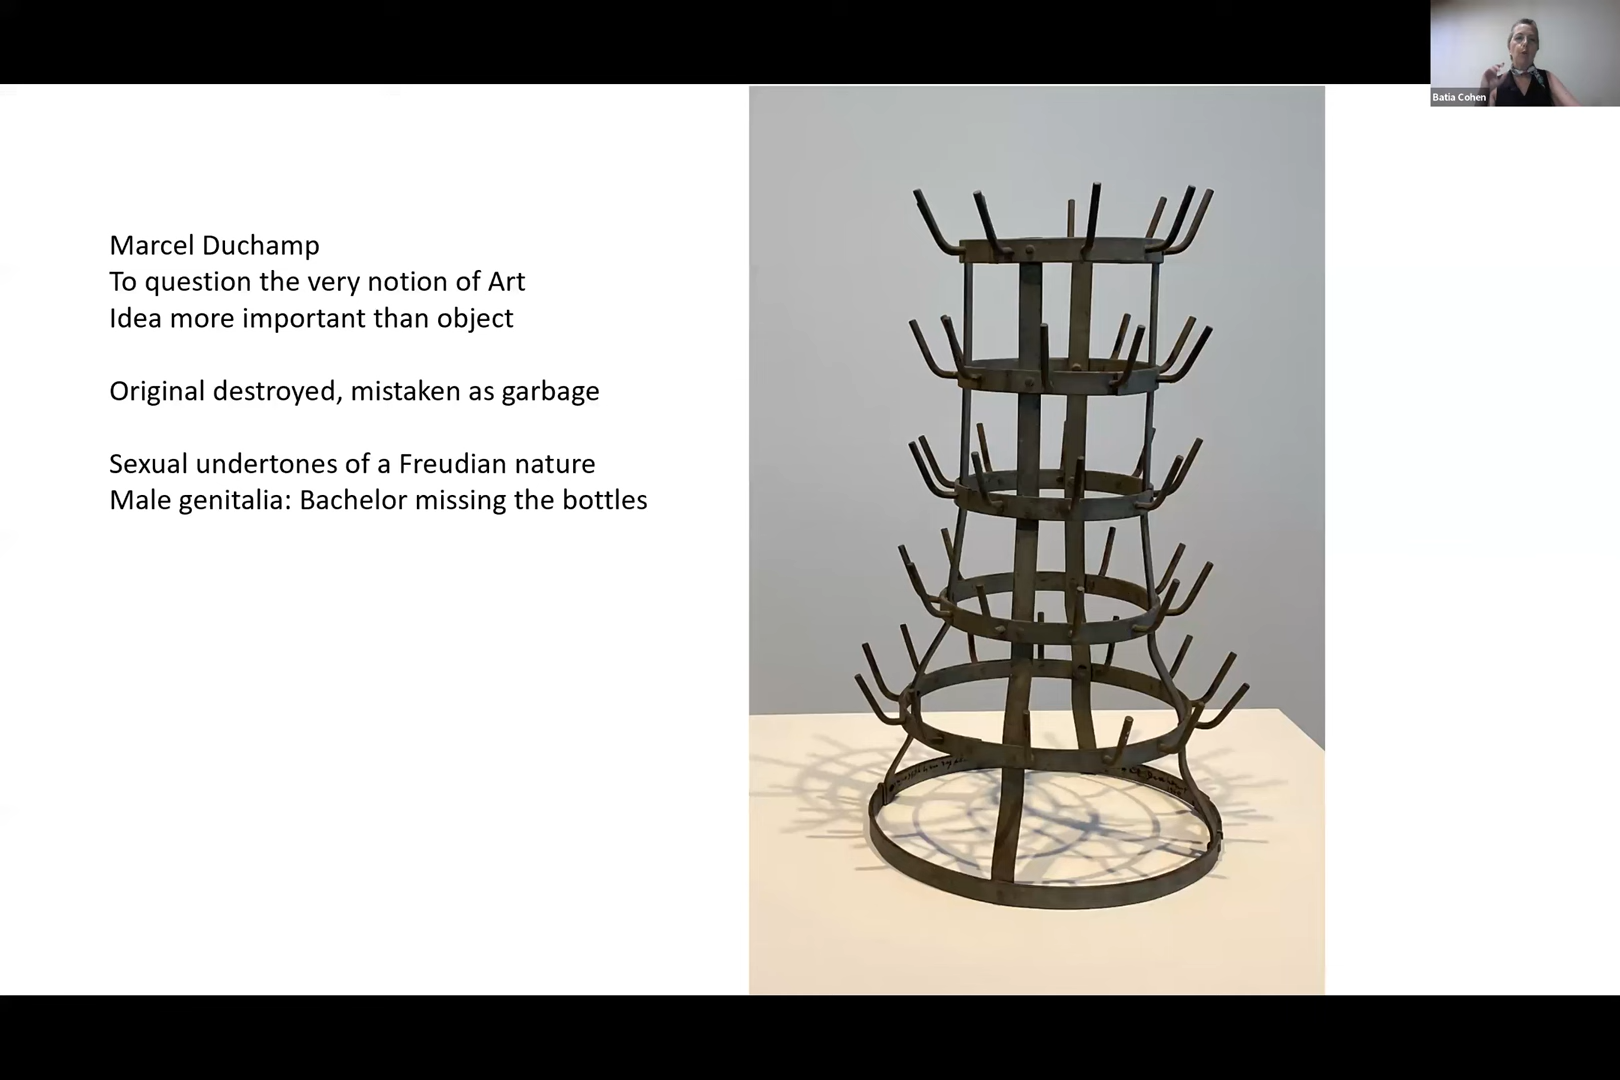 Batia Cohen
Marcel Duchamp
To question the very notion of Art
Idea more important than object
Original destroyed, mistaken as garbage
Sexual undertones of a Freudian nature
Male genitalia: Bachelor missing the bottles